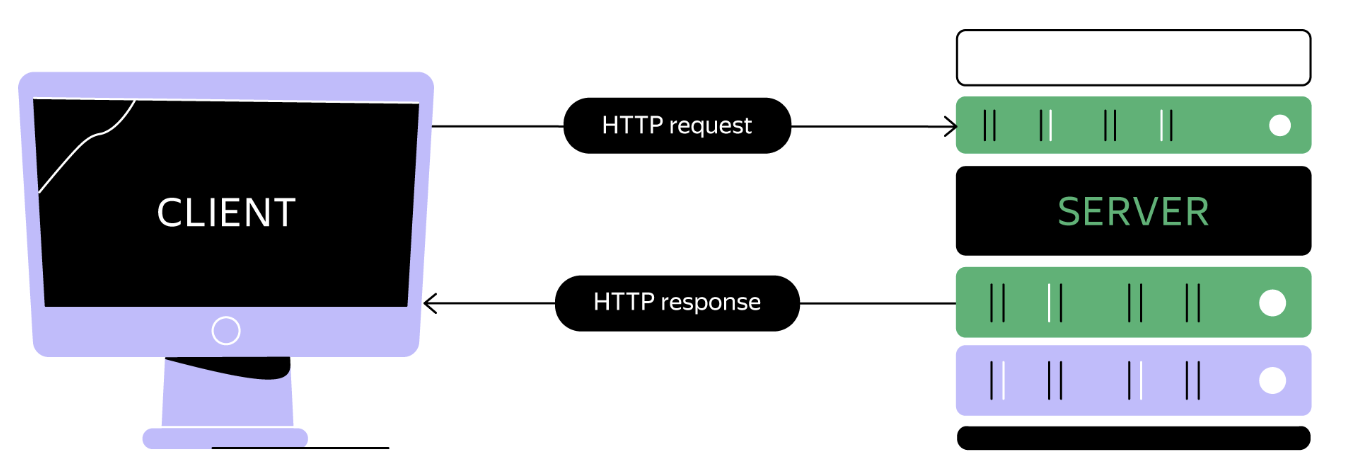 HTTP request
CLIENT
SERVER
HTTP response